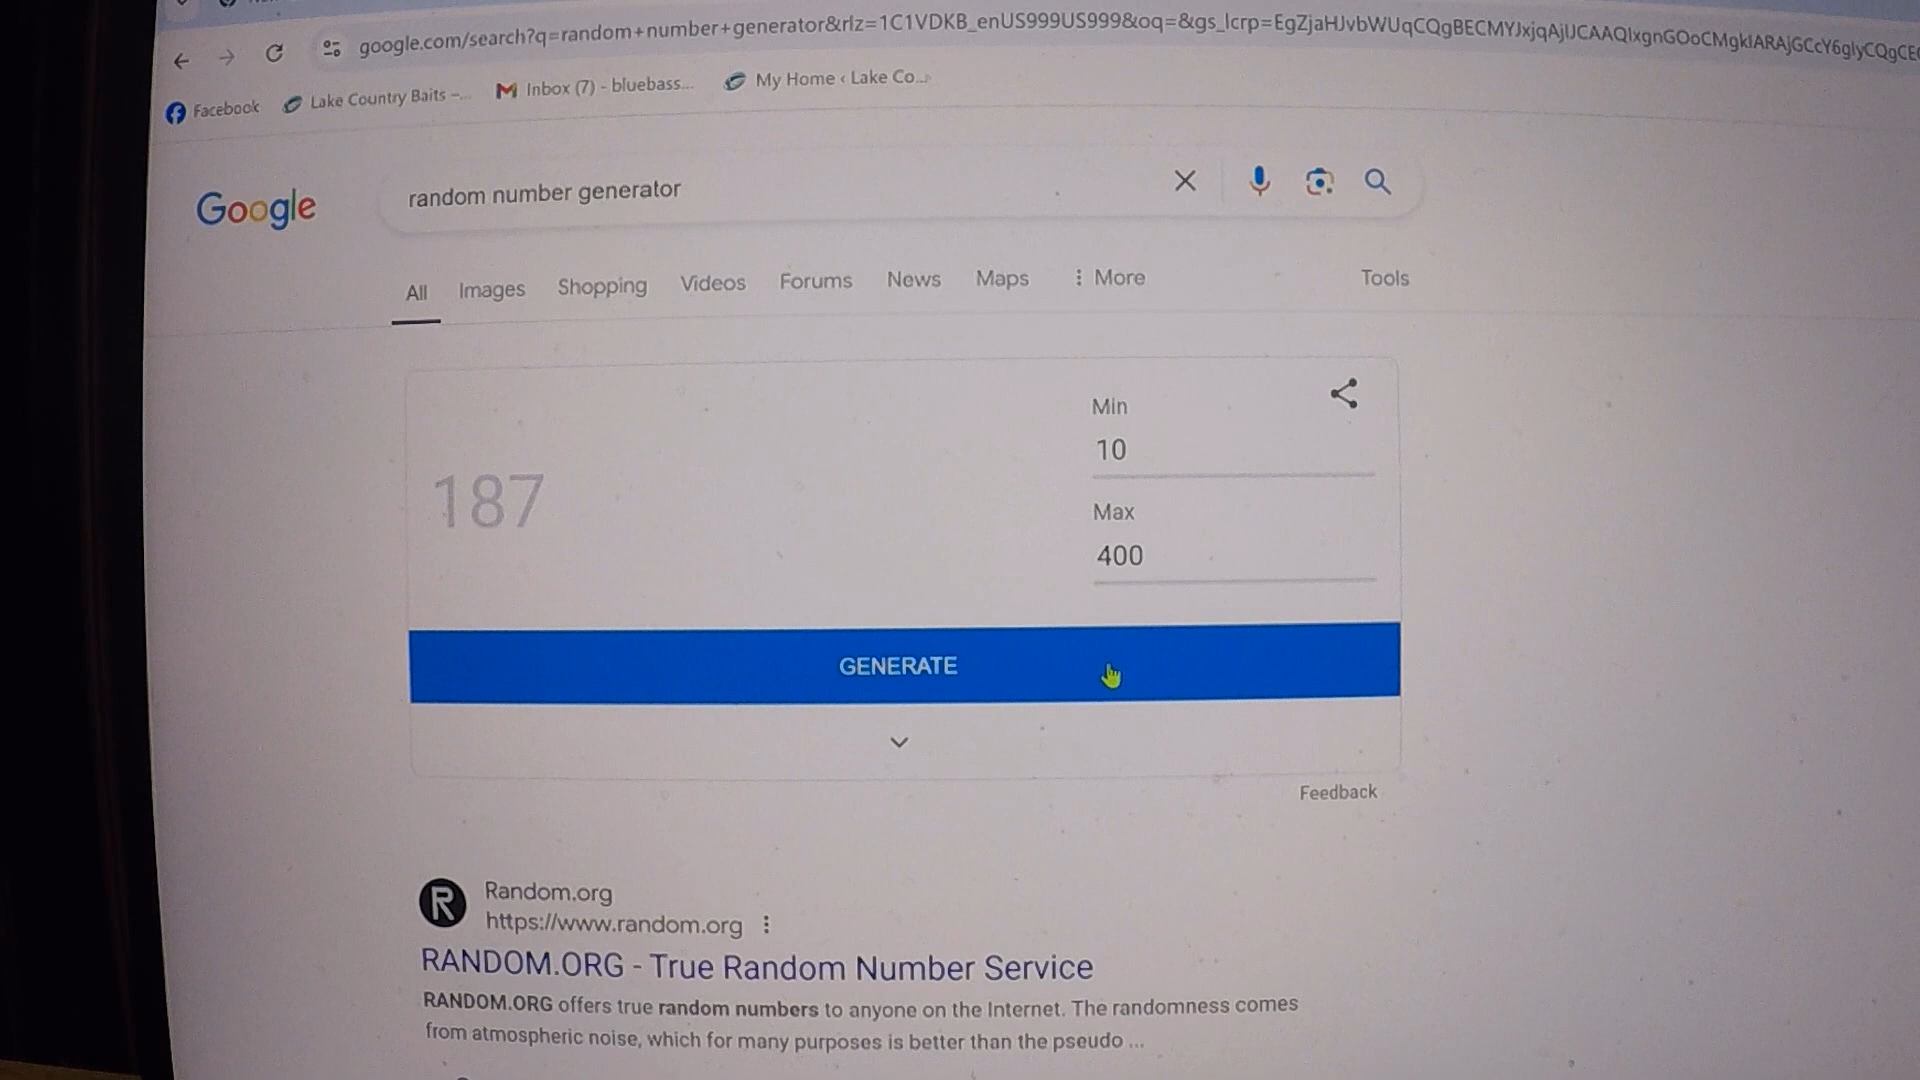 google.com/search?q=random+number+generator&rlz=1C1VDKB_enUS999US999&oq=&gs_lcrp=
Facebook
Lake Country Baits –...
Inbox (7) - bluebass...
My Home ‹ Lake Co...
Google
random number generator
All
Images
Shopping
Videos
Forums
News
Maps
More
Tools
Min
10
187
Max
400
GENERATE
Feedback
Random.org
https://www.random.org
RANDOM.ORG - True Random Number Service
RANDOM.ORG offers true random numbers to anyone on the Internet. The randomness comes
from atmospheric noise, which for many purposes is better than the pseudo ...